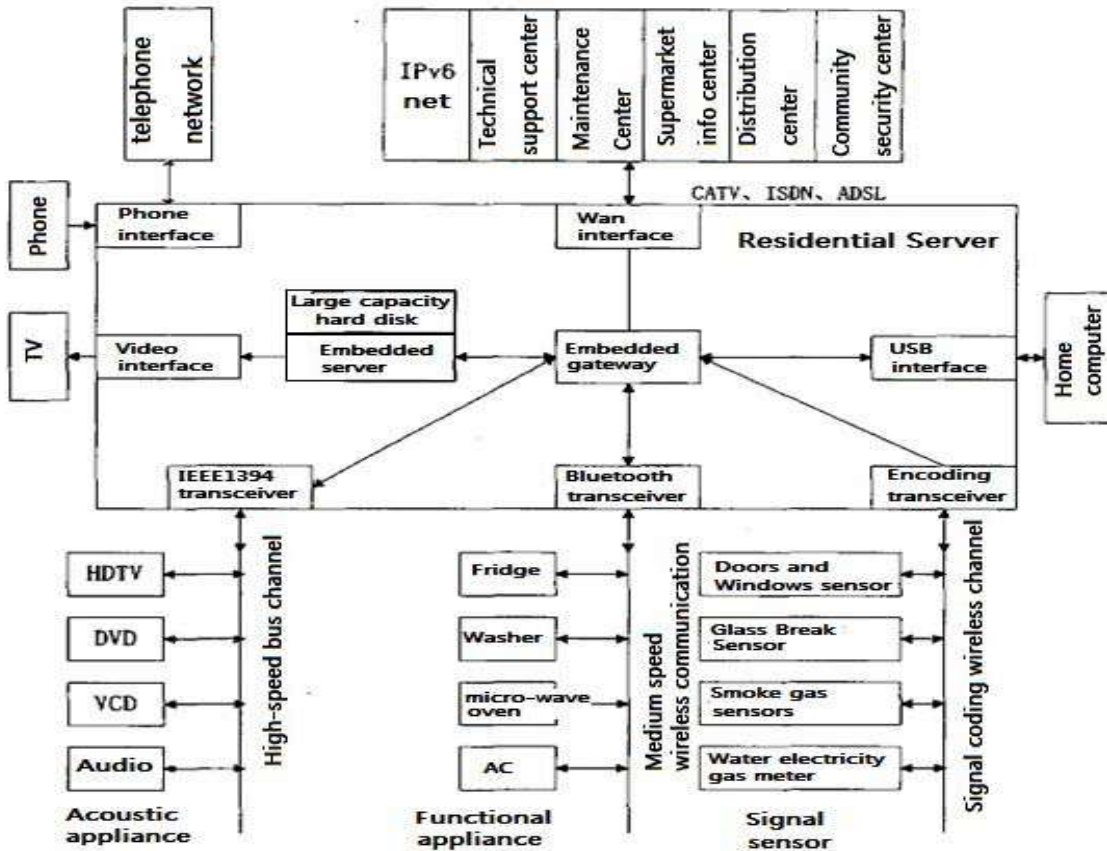 telephone
network
IPv6
net
Technical
support center
Maintenance
Center
Supermarket
info center
Distribution
center
Community
security center
CATV、ISDN、ADSL
Phone
Phone
interface
Wan
interface
Residential Server
Large capacity
hard disk
TV
Video
interface
Embedded
server
Embedded
gateway
USB
interface
Home
computer
IEEE1394
transceiver
Bluetooth
transceiver
Encoding
transceiver
HDTV
DVD
VCD
Audio
High-speed bus channel
Acoustic
appliance
Fridge
Washer
micro-wave
oven
AC
Medium speed
wireless communication
Functional
appliance
Doors and
Windows sensor
Glass Break
Sensor
Smoke gas
sensors
Water electricity
gas meter
Signal coding wireless channel
Signal
sensor